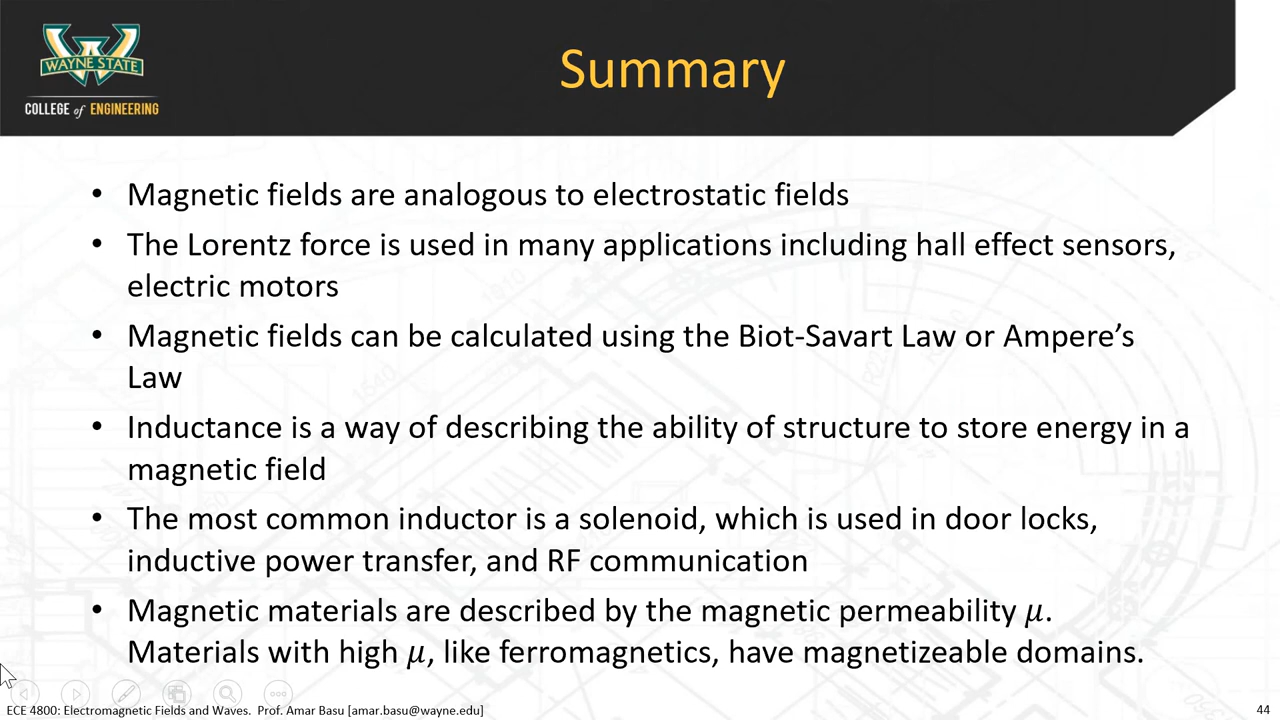 WAYNE STATE
COLLEGE of ENGINEERING
Summary
• Magnetic fields are analogous to electrostatic fields
• The Lorentz force is used in many applications including hall effect sensors,
electric motors
• Magnetic fields can be calculated using the Biot-Savart Law or Ampere’s
Law
• Inductance is a way of describing the ability of structure to store energy in a
magnetic field
• The most common inductor is a solenoid, which is used in door locks,
inductive power transfer, and RF communication
• Magnetic materials are described by the magnetic permeability 𝜇.
Materials with high 𝜇, like ferromagnetics, have magnetizeable domains.
ECE 4800: Electromagnetic Fields and Waves. Prof. Amar Basu [amar.basu@wayne.edu]
44